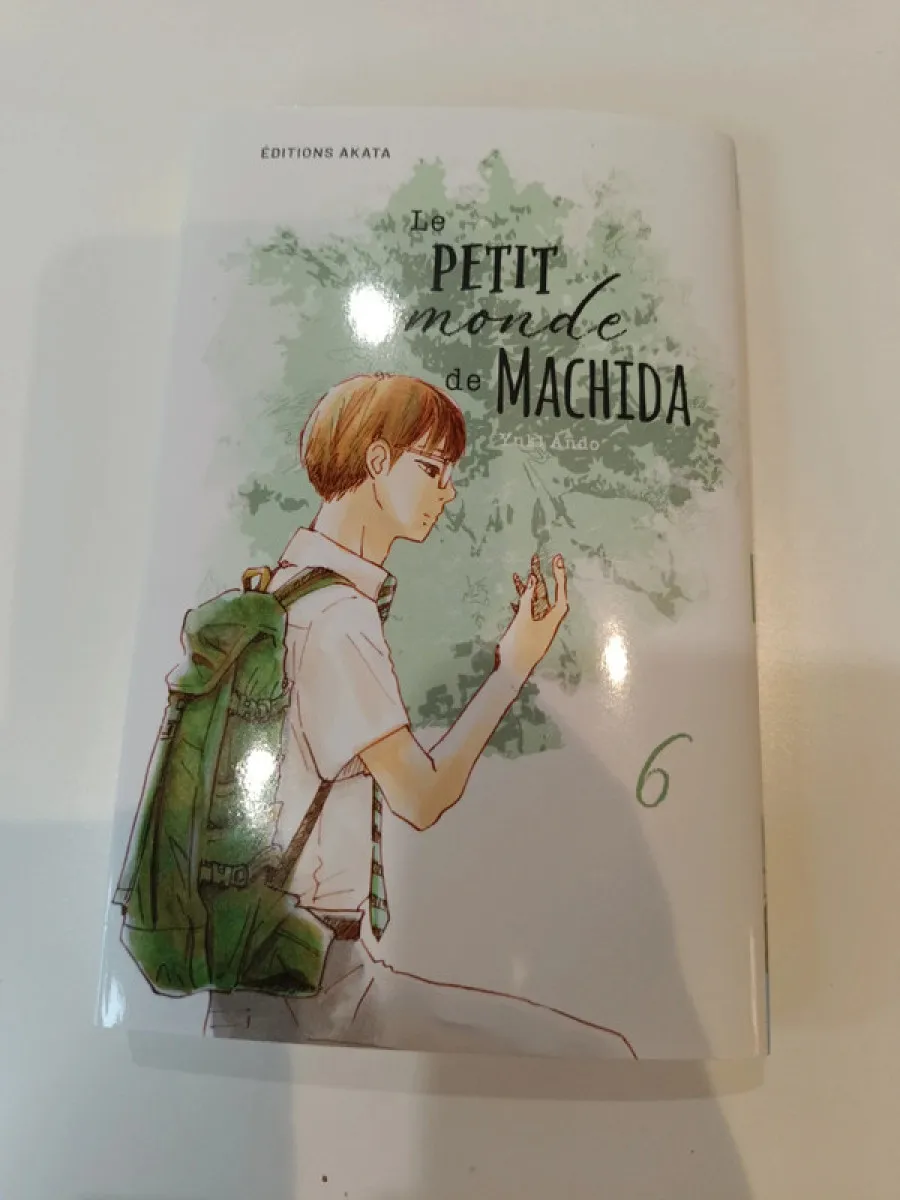 ÉDITIONS AKATA
Le
PETIT
monde
de MACHIDA
Yuki Ando
6